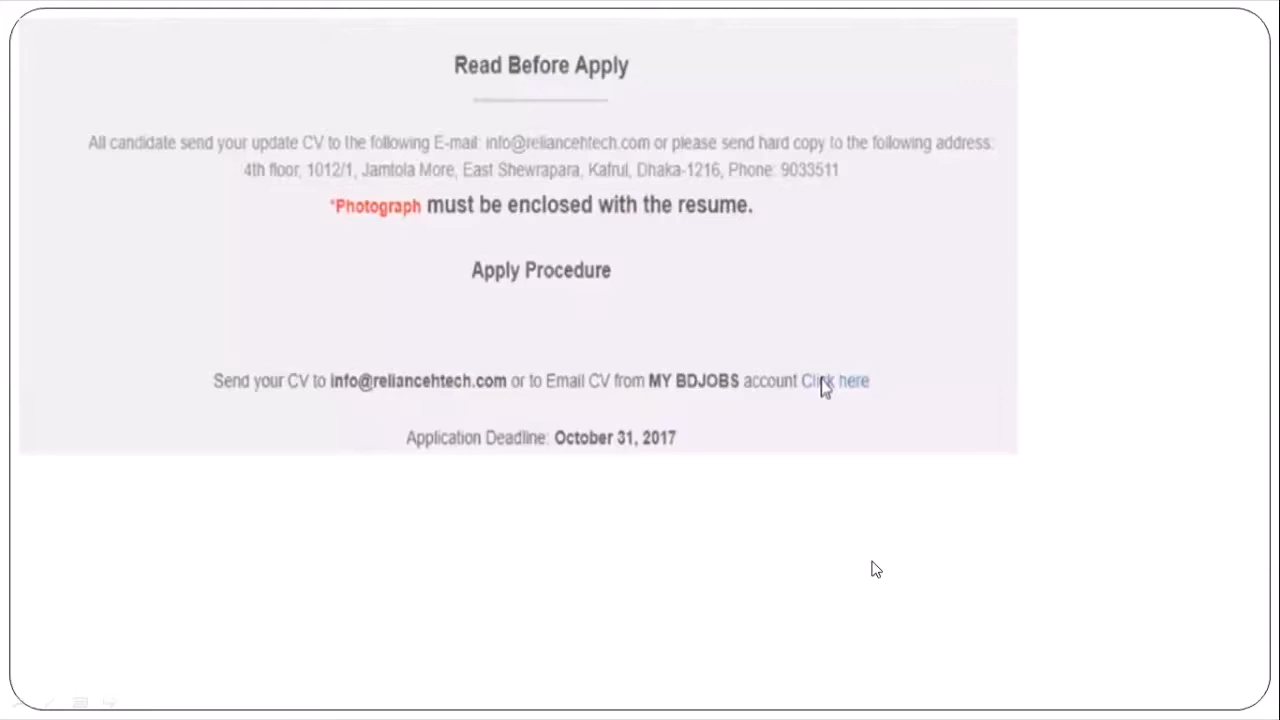 Read Before Apply
All candidate send your update CV to the following E-mail: info@reliancehtech.com or please send hard copy to the following address:
4th floor, 1012/1, Jamtola More, East Shewrapara, Kafrul, Dhaka-1216, Phone: 9033511
*Photograph must be enclosed with the resume.
Apply Procedure
Send your CV to info@reliancehtech.com or to Email CV from MY BDJOBS account Click here
Application Deadline: October 31, 2017